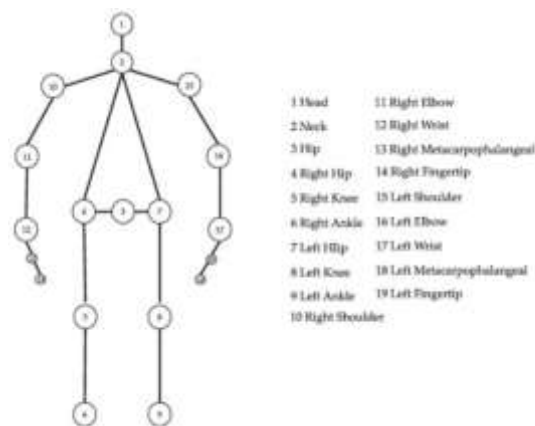 1
2
10
15
11
16
12
17
4
3
7
5
8
6
9
1 Head
2 Neck
3 Hip
4 Right Hip
5 Right Knee
6 Right Ankle
7 Left Hip
8 Left Knee
9 Left Ankle
10 Right Shoulder
11 Right Elbow
12 Right Wrist
13 Right Metacarpophalangeal
14 Right Fingertip
15 Left Shoulder
16 Left Elbow
17 Left Wrist
18 Left Metacarpophalangeal
19 Left Fingertip